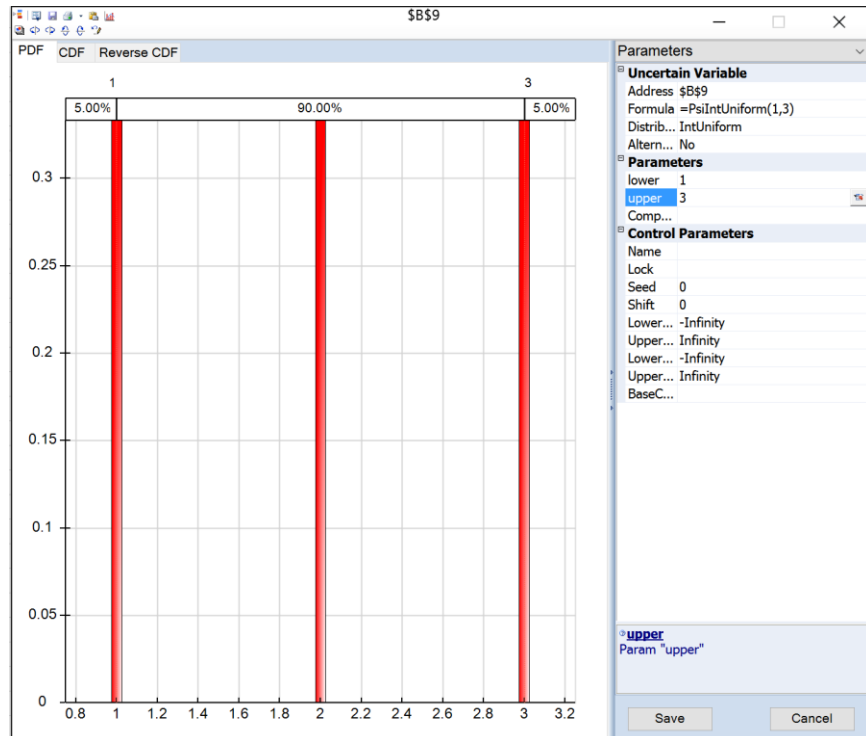 $B$9
PDF CDF Reverse CDF
1 3
5.00% 90.00% 5.00%
0.3
0.25
0.2
0.15
0.1
0.05
0
0.8 1 1.2 1.4 1.6 1.8 2 2.2 2.4 2.6 2.8 3 3.2
Parameters
Uncertain Variable
Address $B$9
Formula =PsiIntUniform(1,3)
Distrib... IntUniform
Altern... No
Parameters
lower 1
upper 3
Comp...
Control Parameters
Name
Lock
Seed 0
Shift 0
Lower... -Infinity
Upper... Infinity
Lower... -Infinity
Upper... Infinity
BaseC...
upper
Param "upper"
Save Cancel